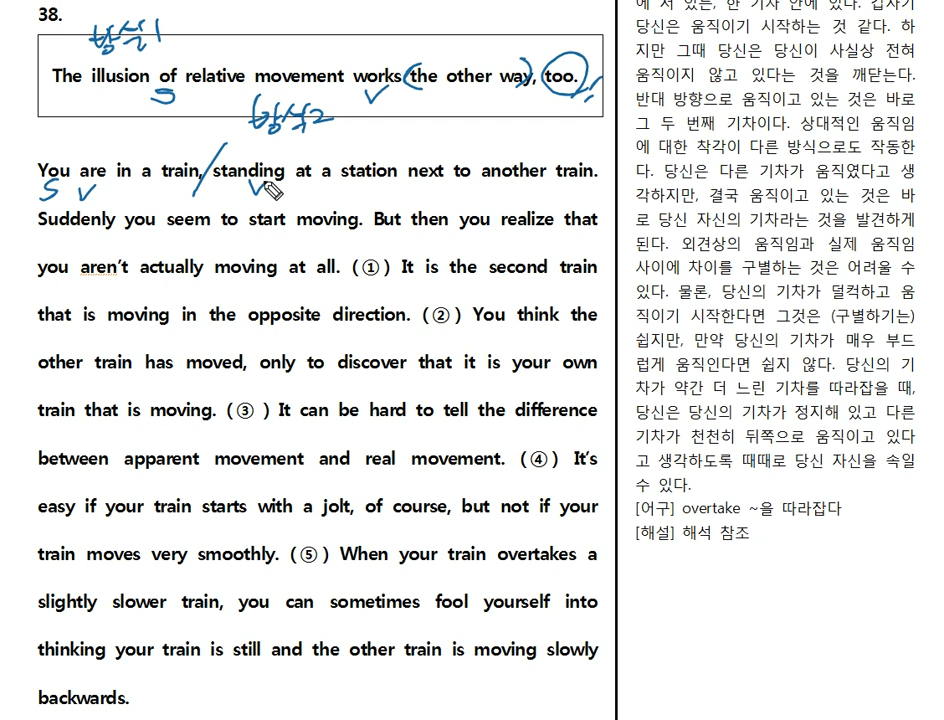 38.
방식1
The illusion of relative movement works the other way, too.
S
V
방식2
You are in a train, standing at a station next to another train.
S V
V
Suddenly you seem to start moving. But then you realize that
you aren't actually moving at all. (①) It is the second train
that is moving in the opposite direction. (②) You think the
other train has moved, only to discover that it is your own
train that is moving. (③ ) It can be hard to tell the difference
between apparent movement and real movement. (④) It's
easy if your train starts with a jolt, of course, but not if your
train moves very smoothly. (⑤) When your train overtakes a
slightly slower train, you can sometimes fool yourself into
thinking your train is still and the other train is moving slowly
backwards.
에 서 있는, 한 기차 안에 있다. 갑자기
당신은 움직이기 시작하는 것 같다. 하
지만 그때 당신은 당신이 사실상 전혀
움직이지 않고 있다는 것을 깨닫는다.
반대 방향으로 움직이고 있는 것은 바로
그 두 번째 기차이다. 상대적인 움직임
에 대한 착각이 다른 방식으로도 작동한
다. 당신은 다른 기차가 움직였다고 생
각하지만, 결국 움직이고 있는 것은 바
로 당신 자신의 기차라는 것을 발견하게
된다. 외견상의 움직임과 실제 움직임
사이에 차이를 구별하는 것은 어려울 수
있다. 물론, 당신의 기차가 덜컥하고 움
직이기 시작한다면 그것은 (구별하기는)
쉽지만, 만약 당신의 기차가 매우 부드
럽게 움직인다면 쉽지 않다. 당신의 기
차가 약간 더 느린 기차를 따라잡을 때,
당신은 당신의 기차가 정지해 있고 다른
기차가 천천히 뒤쪽으로 움직이고 있다
고 생각하도록 때때로 당신 자신을 속일
수 있다.
[어구] overtake ~을 따라잡다
[해설] 해석 참조